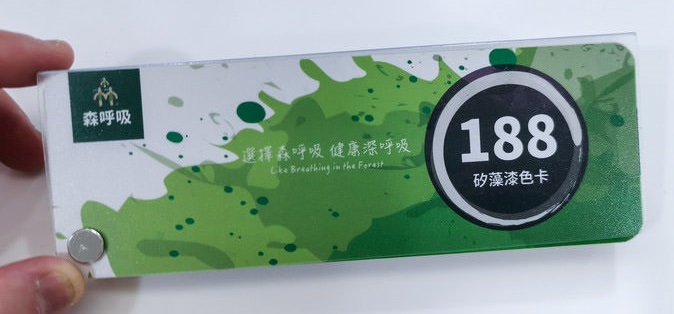 森呼吸
選擇森呼吸 健康深呼吸
Like Breathing in the Forest
188
矽藻漆色卡